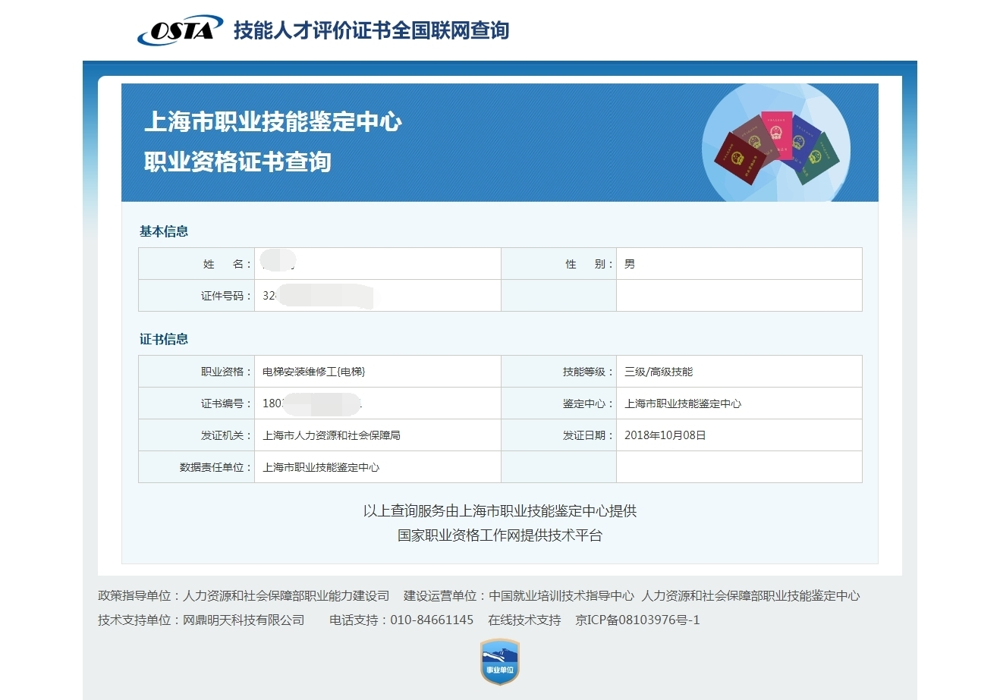 OSTA 技能人才评价证书全国联网查询
上海市职业技能鉴定中心
职业资格证书查询
基本信息
姓 名：
性 别： 男
证件号码： 32
证书信息
职业资格： 电梯安装维修工{电梯} 技能等级： 三级/高级技能
证书编号： 180 鉴定中心： 上海市职业技能鉴定中心
发证机关： 上海市人力资源和社会保障局 发证日期： 2018年10月08日
数据责任单位： 上海市职业技能鉴定中心
以上查询服务由上海市职业技能鉴定中心提供
国家职业资格工作网提供技术平台
政策指导单位：人力资源和社会保障部职业能力建设司 建设运营单位：中国就业培训技术指导中心 人力资源和社会保障部职业技能鉴定中心
技术支持单位：网鼎明天科技有限公司 电话支持：010-84661145 在线技术支持 京ICP备08103976号-1
事业单位